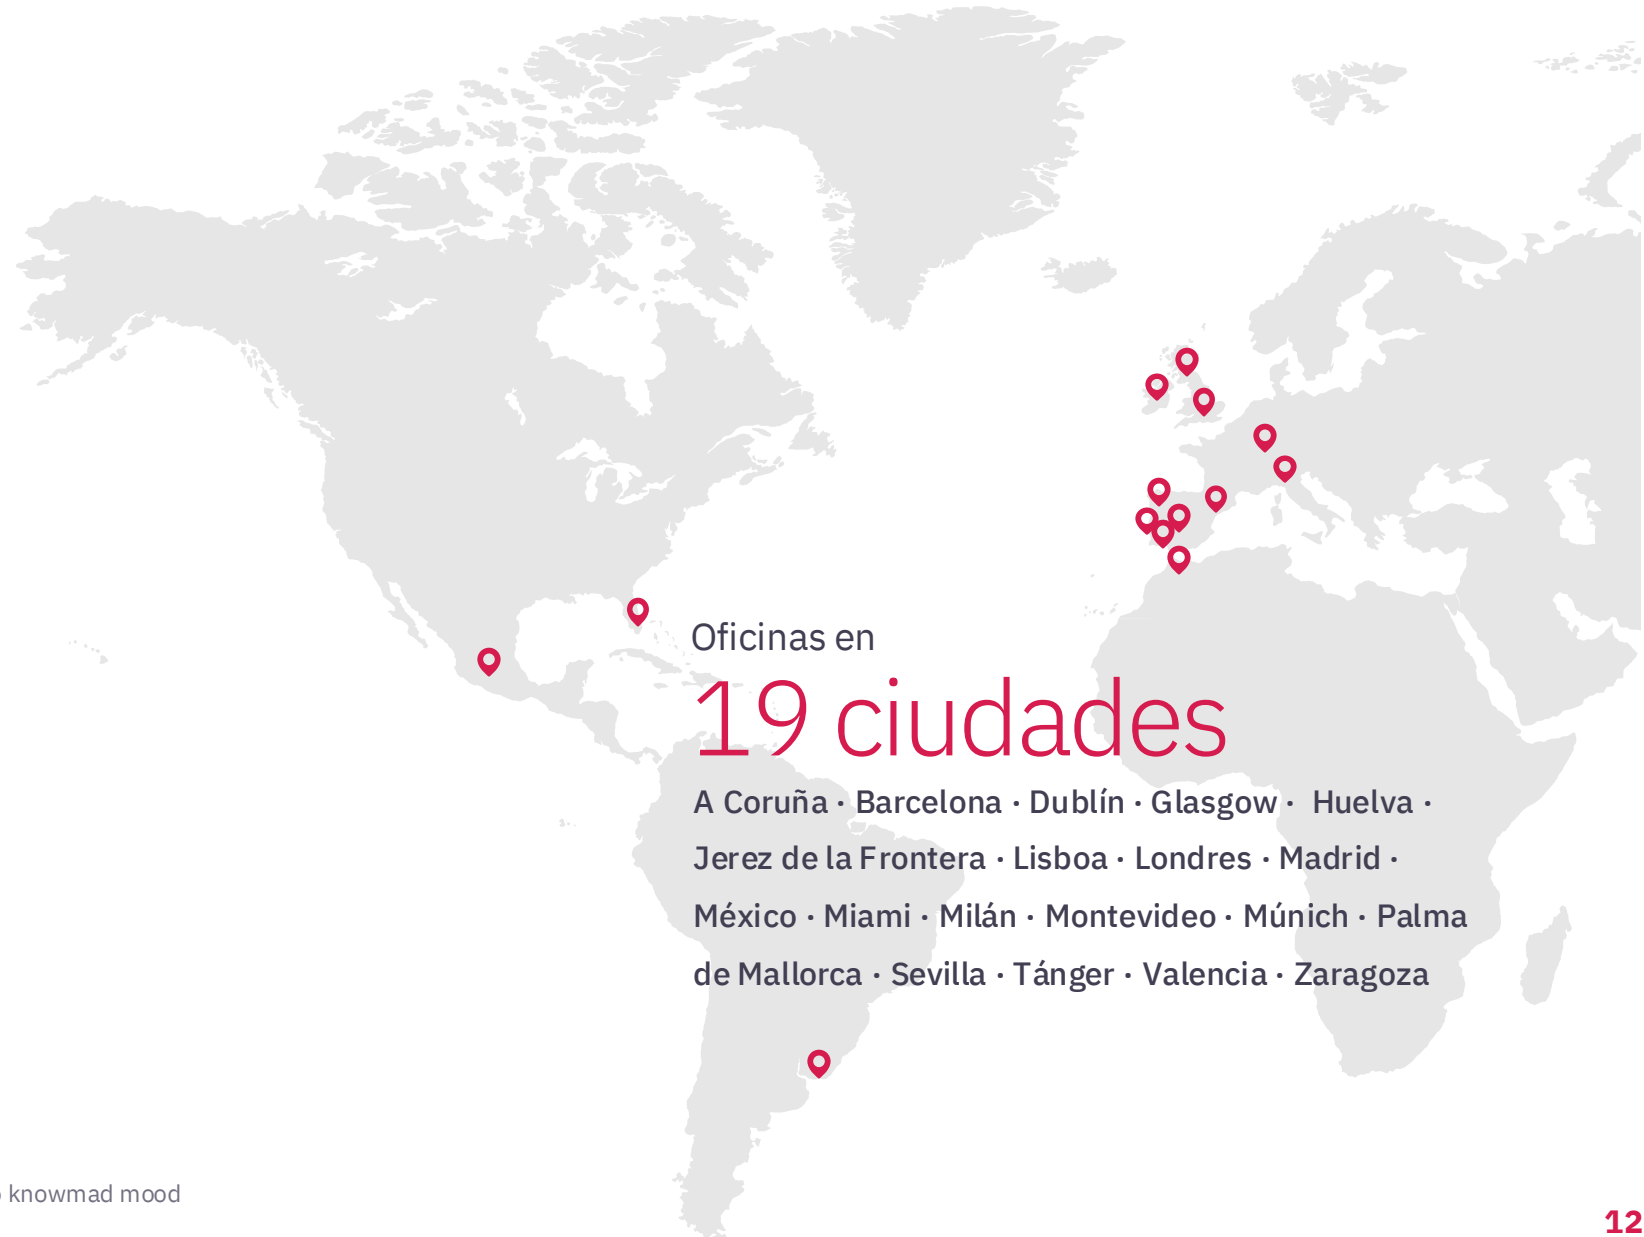 Oficinas en
19 ciudades
A Coruña · Barcelona · Dublín · Glasgow · Huelva ·
Jerez de la Frontera · Lisboa · Londres · Madrid ·
México · Miami · Milán · Montevideo · Múnich · Palma
de Mallorca · Sevilla · Tánger · Valencia · Zaragoza
knowmad mood
12